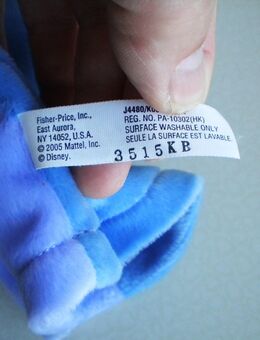 Fisher-Price, Inc.,
East Aurora,
NY 14052, U.S.A.
© 2005 Mattel, Inc.
© Disney.
REG. NO. PA-10302(HK)
SURFACE WASHABLE ONLY
SEULE LA SURFACE EST LAVABLE.
3515KB